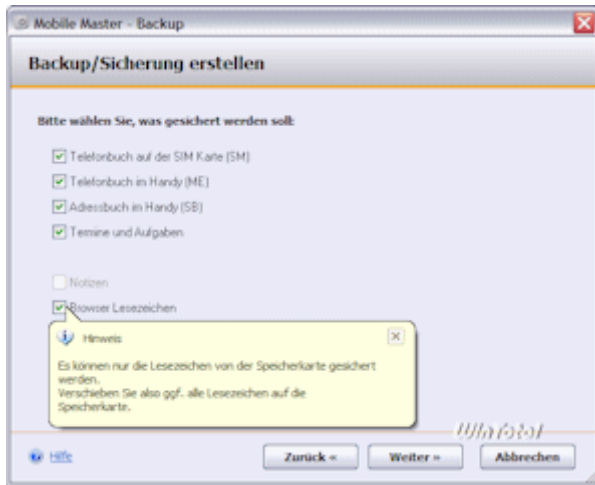 Mobile Master - Backup
Backup/Sicherung erstellen
Bitte wählen Sie, was gesichert werden soll:
Telefonbuch auf der SIM Karte (SM)
Telefonbuch im Handy (ME)
Adressbuch im Handy (SB)
Termine und Aufgaben
Notizen
Browser Lesezeichen
Hinweis
Es können nur die Lesezeichen von der Speicherkarte gesichert
werden.
Verschieben Sie also ggf. alle Lesezeichen auf die
Speicherkarte.
WinTotal
Hilfe
Zurück «
Weiter »
Abbrechen